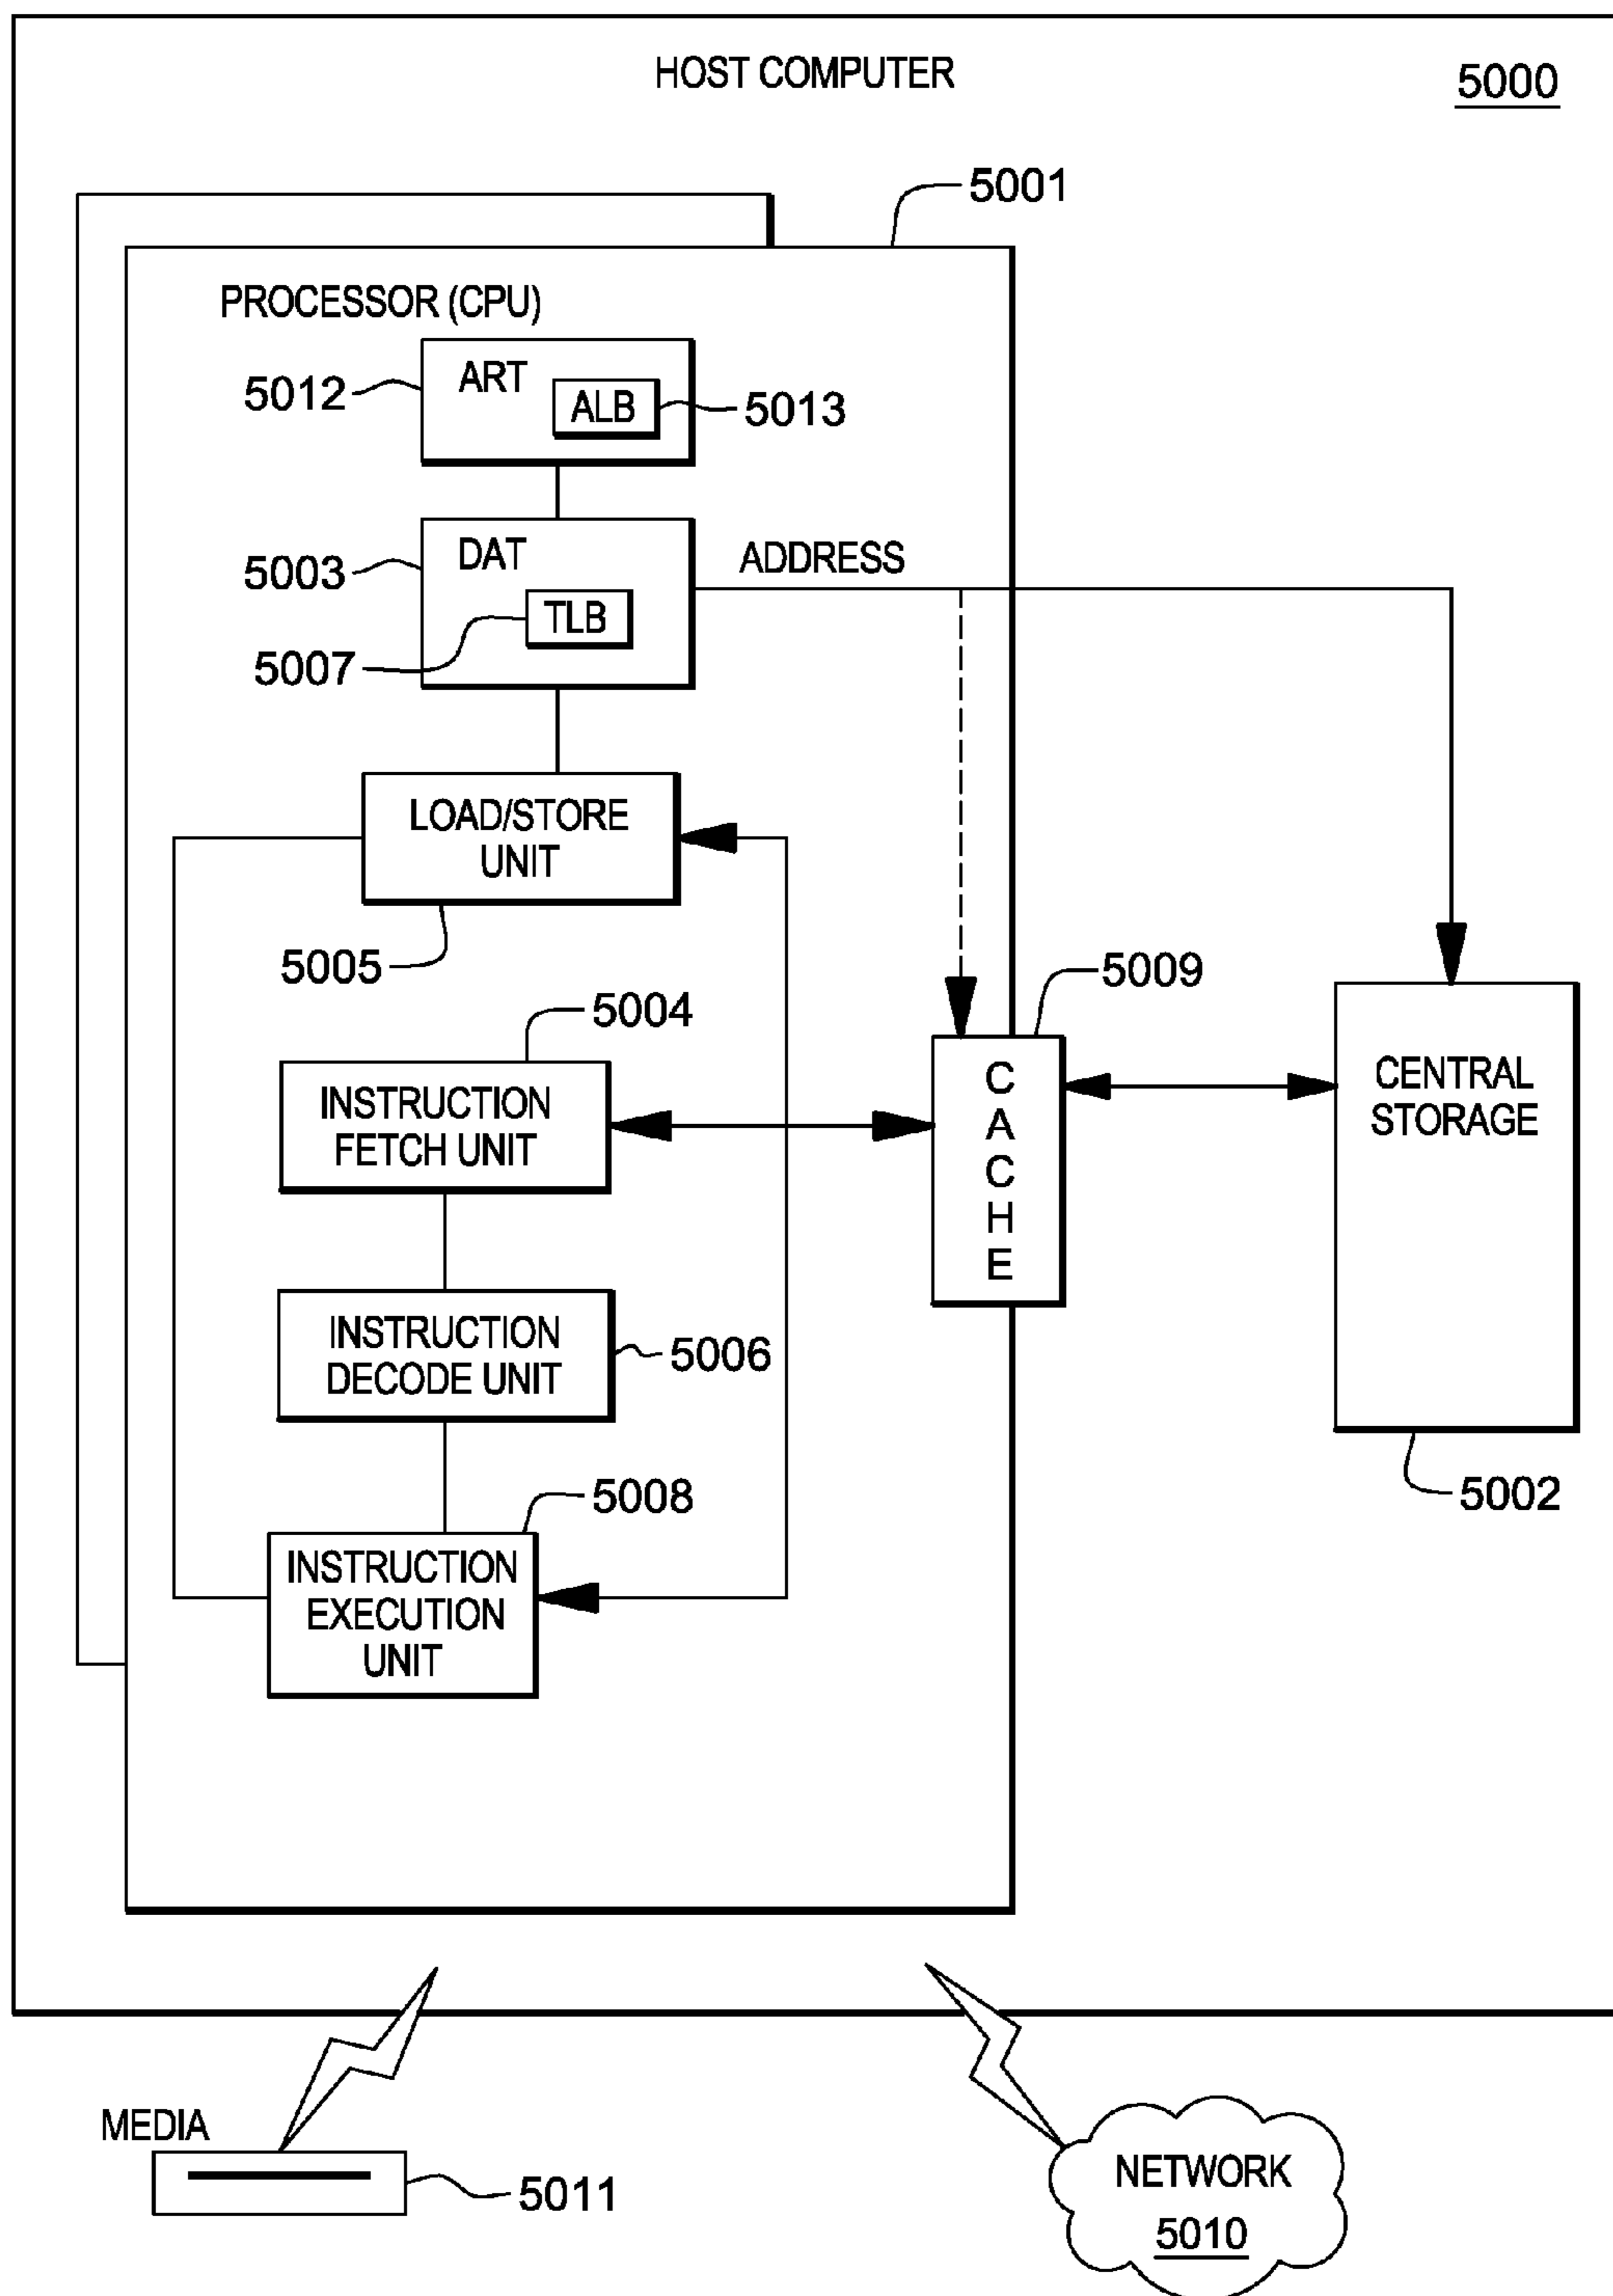 HOST COMPUTER
5000
5001
PROCESSOR (CPU)
ART
5012
ALB
5013
DAT
ADDRESS
5003
TLB
5007
LOAD/STORE
UNIT
5005
5009
5004
CACHE
CENTRAL
STORAGE
INSTRUCTION
FETCH UNIT
INSTRUCTION
DECODE UNIT
5006
5008
5002
INSTRUCTION
EXECUTION
UNIT
MEDIA
5011
NETWORK
5010